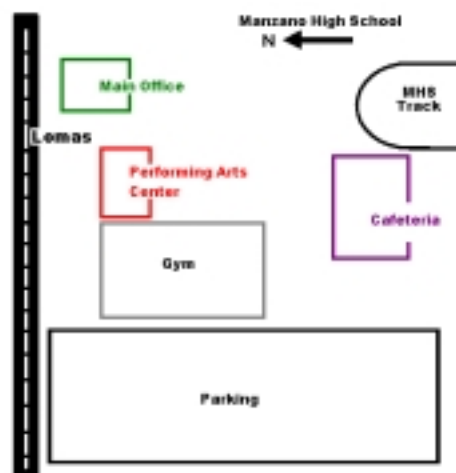 Manzano High School
N
Main Office
MHS
Track
Lomas
Performing Arts
Center
Cafeteria
Gym
Parking